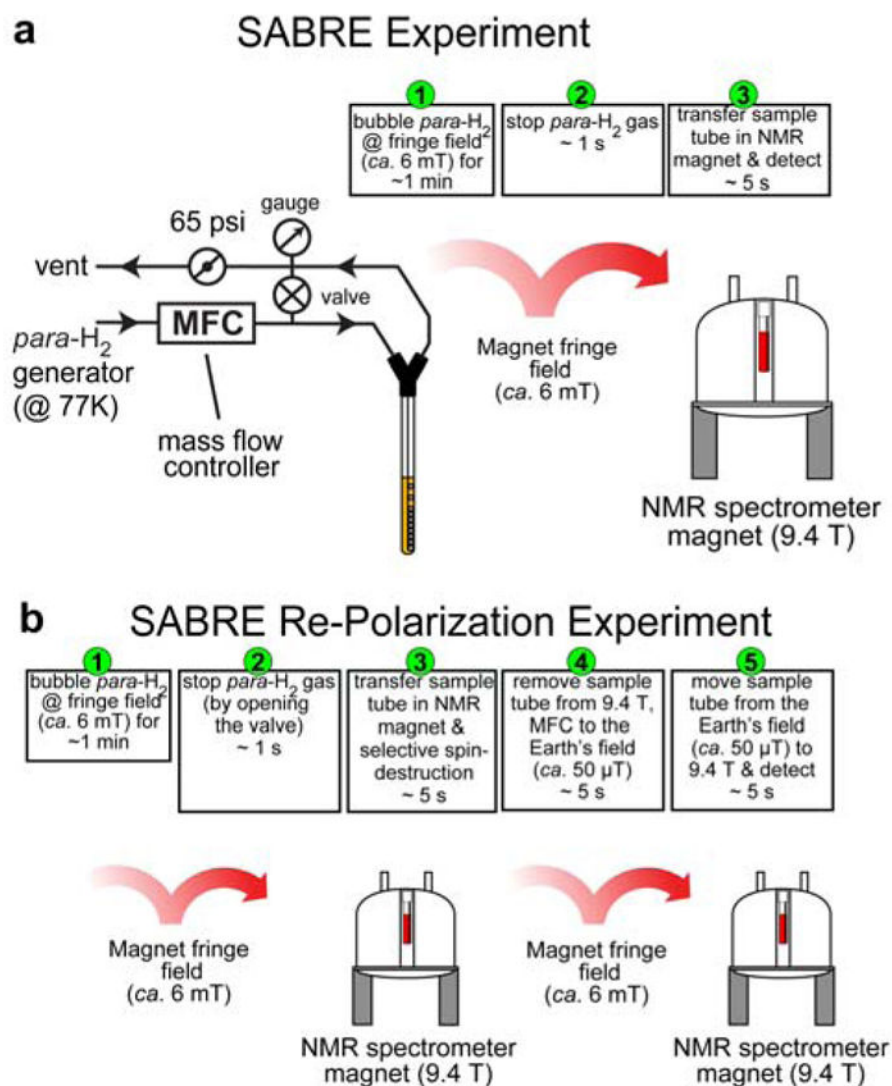 a
SABRE Experiment
1
bubble para-H2
@ fringe field
(ca. 6 mT) for
~1 min
2
stop para-H2 gas
~ 1 s
3
transfer sample
tube in NMR
magnet & detect
~ 5 s
gauge
65 psi
vent
valve
MFC
para-H2
generator
(@ 77K)
mass flow
controller
Magnet fringe
field
(ca. 6 mT)
NMR spectrometer
magnet (9.4 T)
b
SABRE Re-Polarization Experiment
1
bubble para-H2
@ fringe field
(ca. 6 mT) for
~1 min
2
stop para-H2 gas
(by opening
the valve)
~ 1 s
3
transfer sample
tube in NMR
magnet &
selective spin-
destruction
~ 5 s
4
remove sample
tube from 9.4 T,
MFC to the
Earth's field
(ca. 50 µT)
~ 5 s
5
move sample
tube from the
Earth's field
(ca. 50 µT) to
9.4 T & detect
~ 5 s
Magnet fringe
field
(ca. 6 mT)
NMR spectrometer
magnet (9.4 T)
Magnet fringe
field
(ca. 6 mT)
NMR spectrometer
magnet (9.4 T)